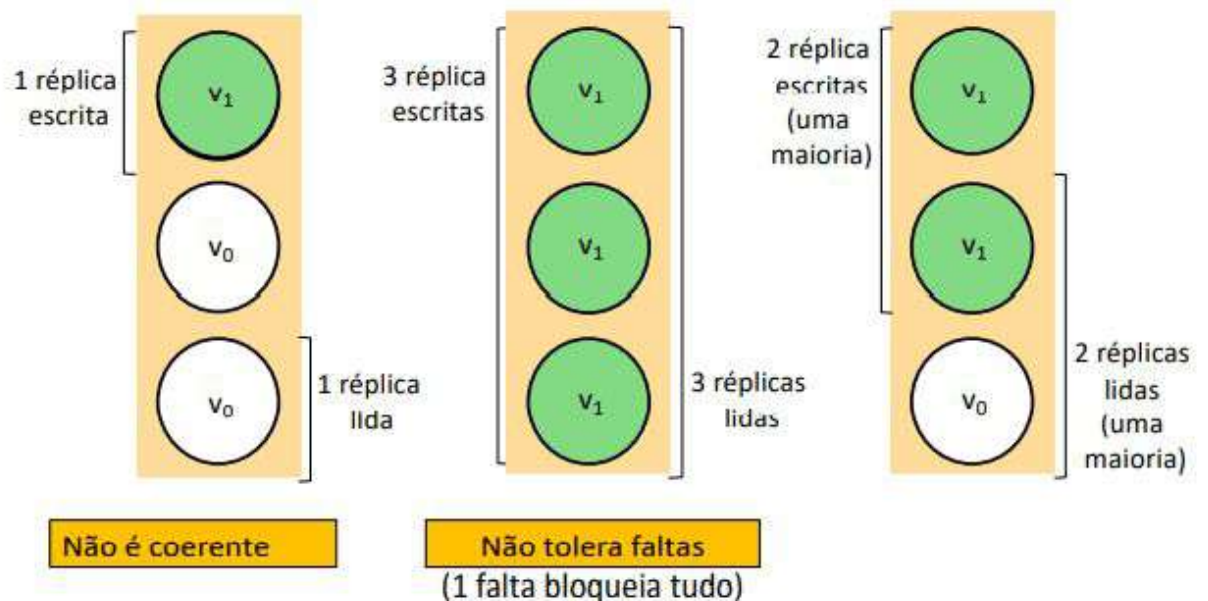 1 réplica
escrita
v1
v0
v0
1 réplica
lida
Não é coerente
3 réplica
escritas
v1
v1
v1
3 réplicas
lidas
Não tolera faltas
(1 falta bloqueia tudo)
2 réplica
escritas
(uma
maioria)
v1
v1
v0
2 réplicas
lidas
(uma
maioria)